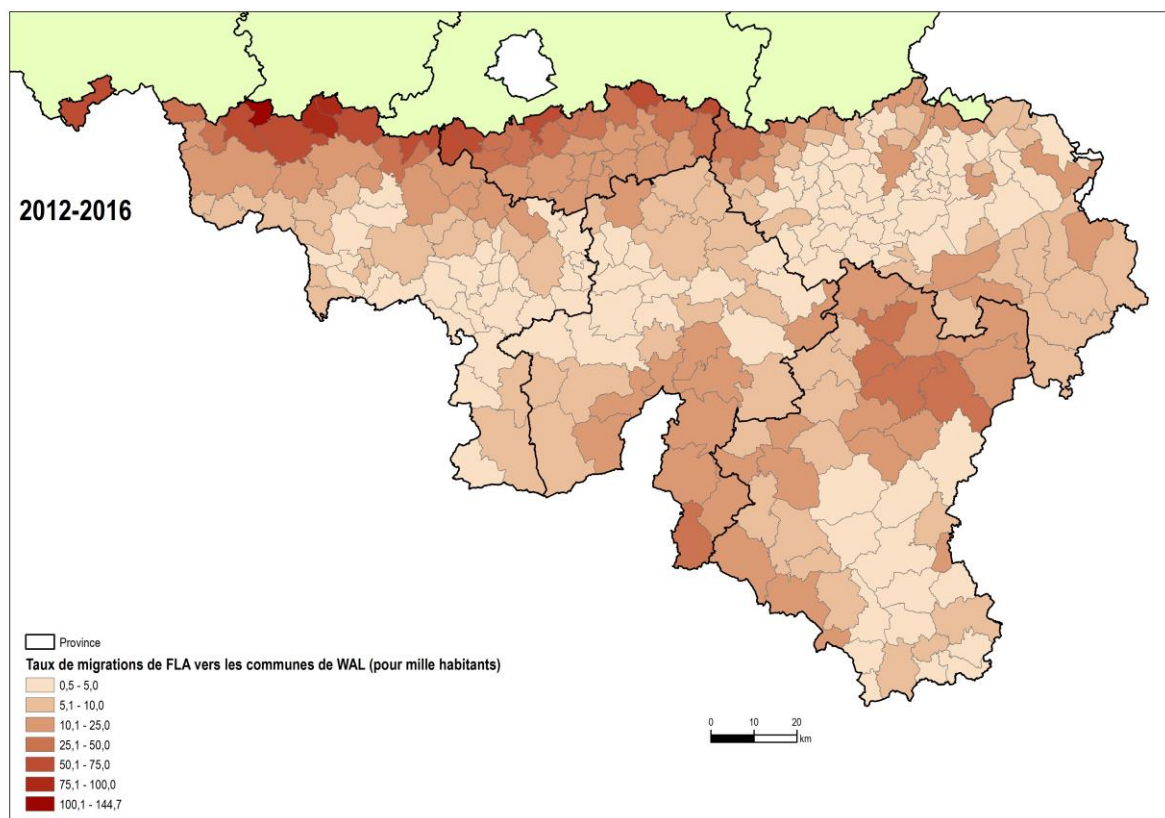 2012-2016
Province
Taux de migrations de FLA vers les communes de WAL (pour mille habitants)
0,5 - 5,0
5,1 - 10,0
10,1 - 25,0
25,1 - 50,0
50,1 - 75,0
75,1 - 100,0
100,1 - 144,7
0 10 20
km